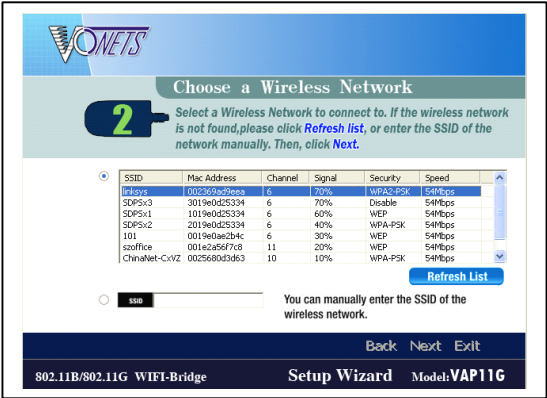 VONETS
Choose a Wireless Network
2
Select a Wireless Network to connect to. If the wireless network
is not found,please click Refresh list, or enter the SSID of the
network manually. Then, click Next.
SSID Mac Address Channel Signal Security Speed
linksys 002369ad9eea 6 70% WPA2-PSK 54Mbps
SDPSx3 3019e0d25334 6 70% Disable 54Mbps
SDPSx1 1019e0d25334 6 60% WEP 54Mbps
SDPSx2 2019e0d25334 6 40% WPA-PSK 54Mbps
101 0019e0ae2b4c 6 30% WEP 54Mbps
szoffice 001e2a56f7c8 11 20% WEP 54Mbps
ChinaNet-CxVZ 0025680d3d63 10 10% WPA-PSK 54Mbps
Refresh List
SSID
You can manually enter the SSID of the
wireless network.
Back Next Exit
802.11B/802.11G WIFI-Bridge Setup Wizard Model:VAP11G